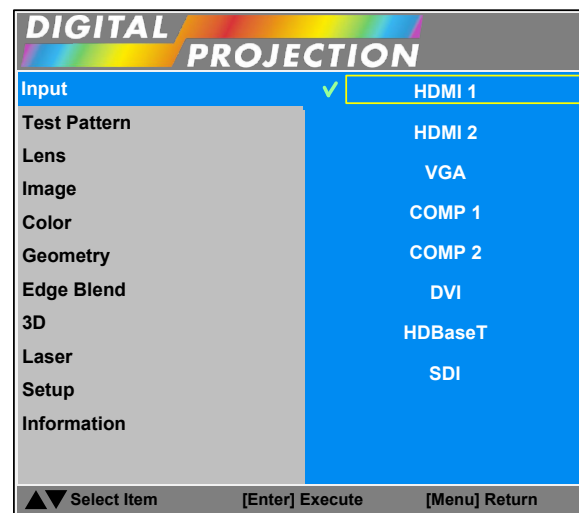 DIGITAL
PROJECTION
Input ✓ HDMI 1
Test Pattern HDMI 2
Lens VGA
Image COMP 1
Color COMP 2
Geometry DVI
Edge Blend HDBaseT
3D SDI
Laser
Setup
Information
▲▼ Select Item [Enter] Execute [Menu] Return